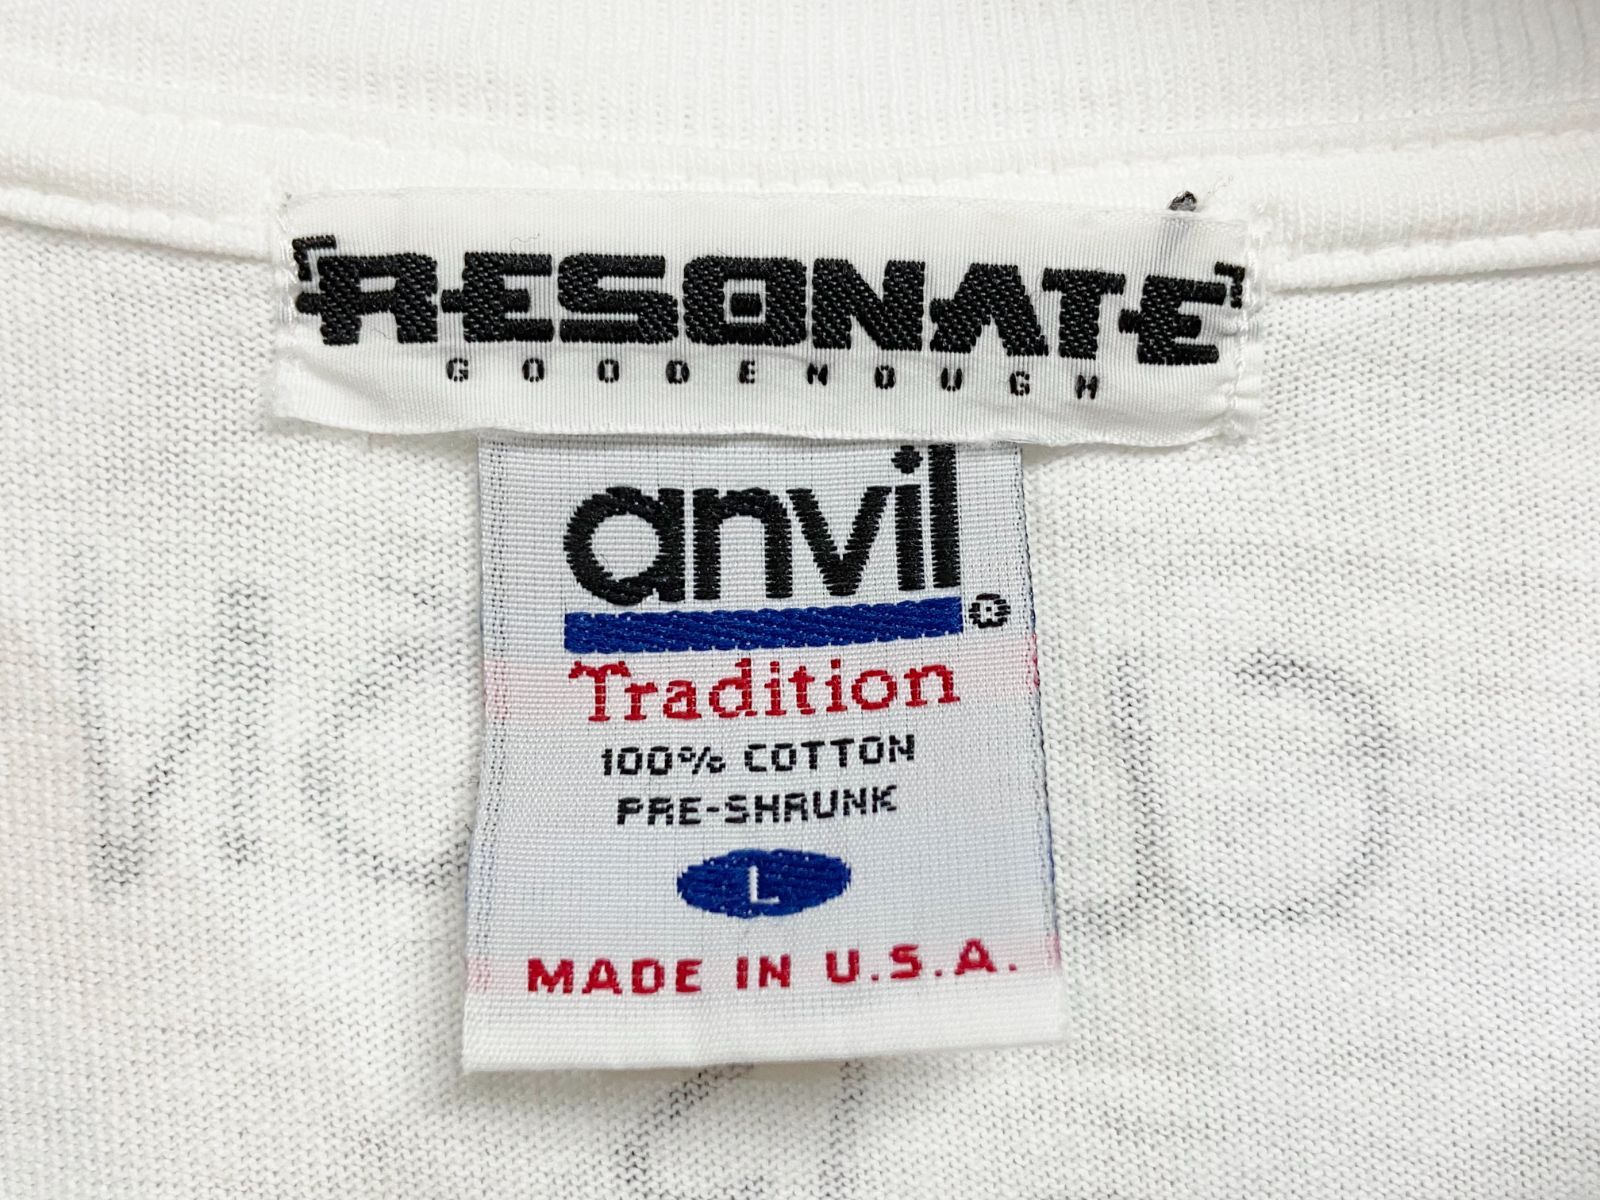 「RESONATE」
GOODENOUGH
anvil®
Tradition
100% COTTON
PRE-SHRUNK
L
MADE IN U.S.A.